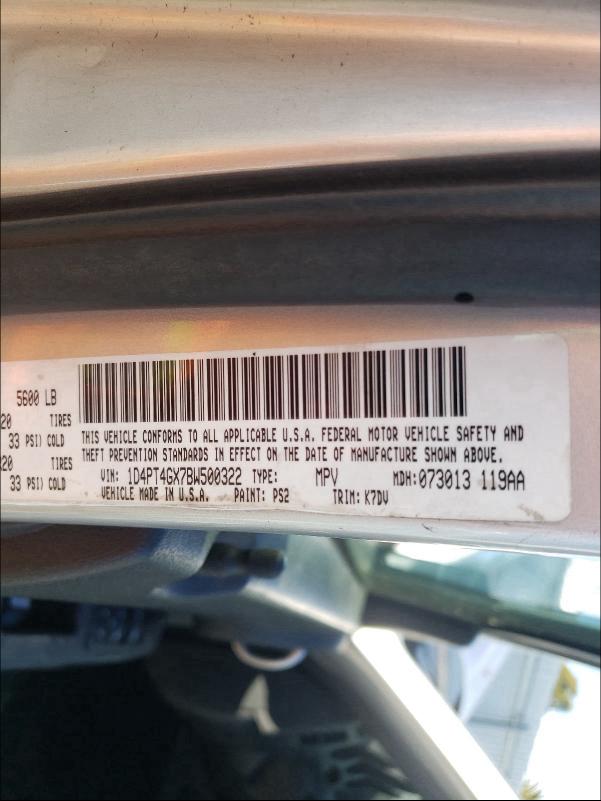 5600 LB
20 TIRES
33 PSI) COLD
20 TIRES
33 PSI) COLD
THIS VEHICLE CONFORMS TO ALL APPLICABLE U.S.A. FEDERAL MOTOR VEHICLE SAFETY AND
THEFT PREVENTION STANDARDS IN EFFECT ON THE DATE OF MANUFACTURE SHOWN ABOVE.
VIN: 1D4PT4GX7BW500322 TYPE: MPV MDH: 073013 119AA
VEHICLE MADE IN U.S.A. PAINT: PS2 TRIM: K7DV